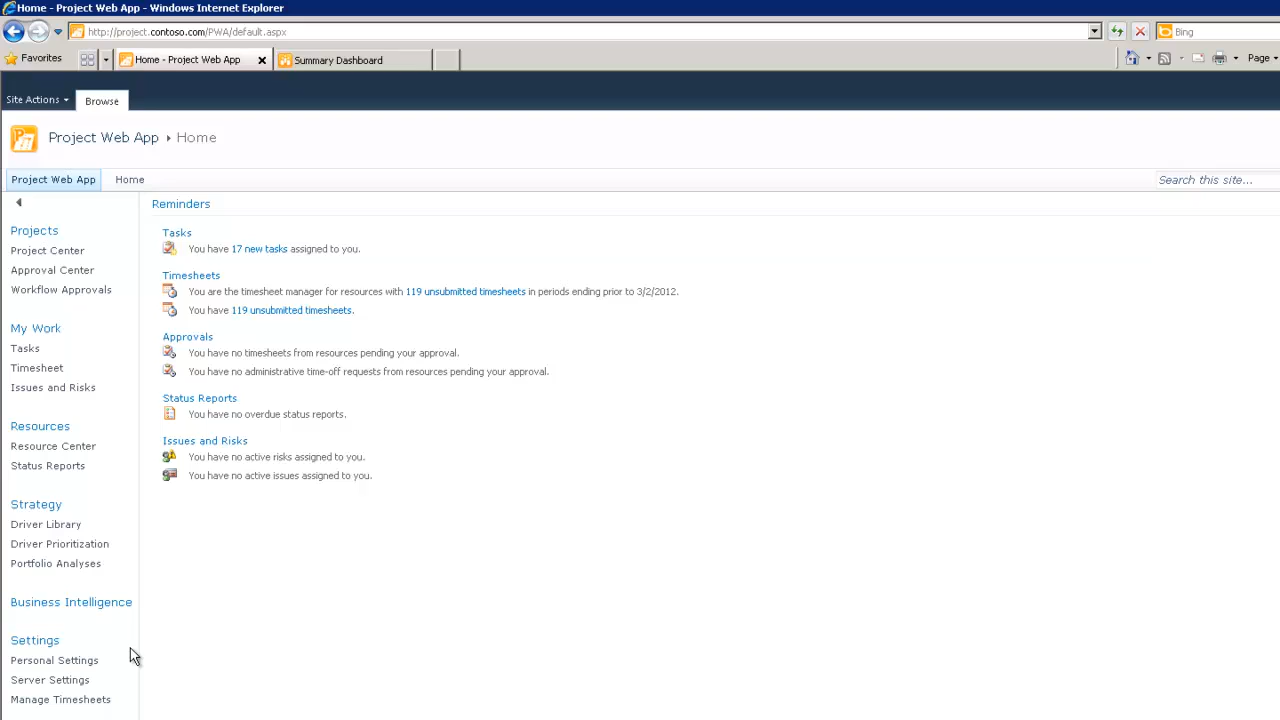 Home - Project Web App - Windows Internet Explorer
http://project.contoso.com/PWA/default.aspx
Bing
Favorites
Home - Project Web App
Summary Dashboard
Page
Site Actions
Browse
Project Web App
Home
Project Web App
Home
Search this site...
Projects
Project Center
Approval Center
Workflow Approvals
My Work
Tasks
Timesheet
Issues and Risks
Resources
Resource Center
Status Reports
Strategy
Driver Library
Driver Prioritization
Portfolio Analyses
Business Intelligence
Settings
Personal Settings
Server Settings
Manage Timesheets
Reminders
Tasks
You have 17 new tasks assigned to you.
Timesheets
You are the timesheet manager for resources with 119 unsubmitted timesheets in periods ending prior to 3/2/2012.
You have 119 unsubmitted timesheets.
Approvals
You have no timesheets from resources pending your approval.
You have no administrative time-off requests from resources pending your approval.
Status Reports
You have no overdue status reports.
Issues and Risks
You have no active risks assigned to you.
You have no active issues assigned to you.